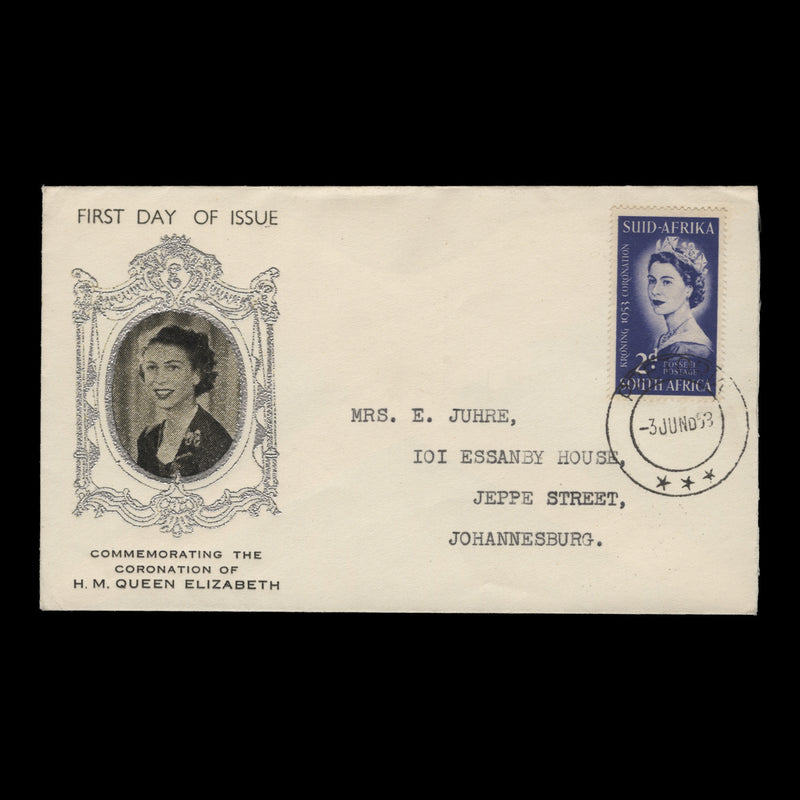 FIRST DAY OF ISSUE
E
COMMEMORATING THE
CORONATION OF
H. M. QUEEN ELIZABETH
SUID-AFRIKA
KRONING 1953 CORONATION
2d
POSSEËL
POSTAGE
SOUTH AFRICA
-3JUN53
MRS. E. JUHRE,
IOI ESSANBY HOUSE,
JEPPE STREET,
JOHANNESBURG.